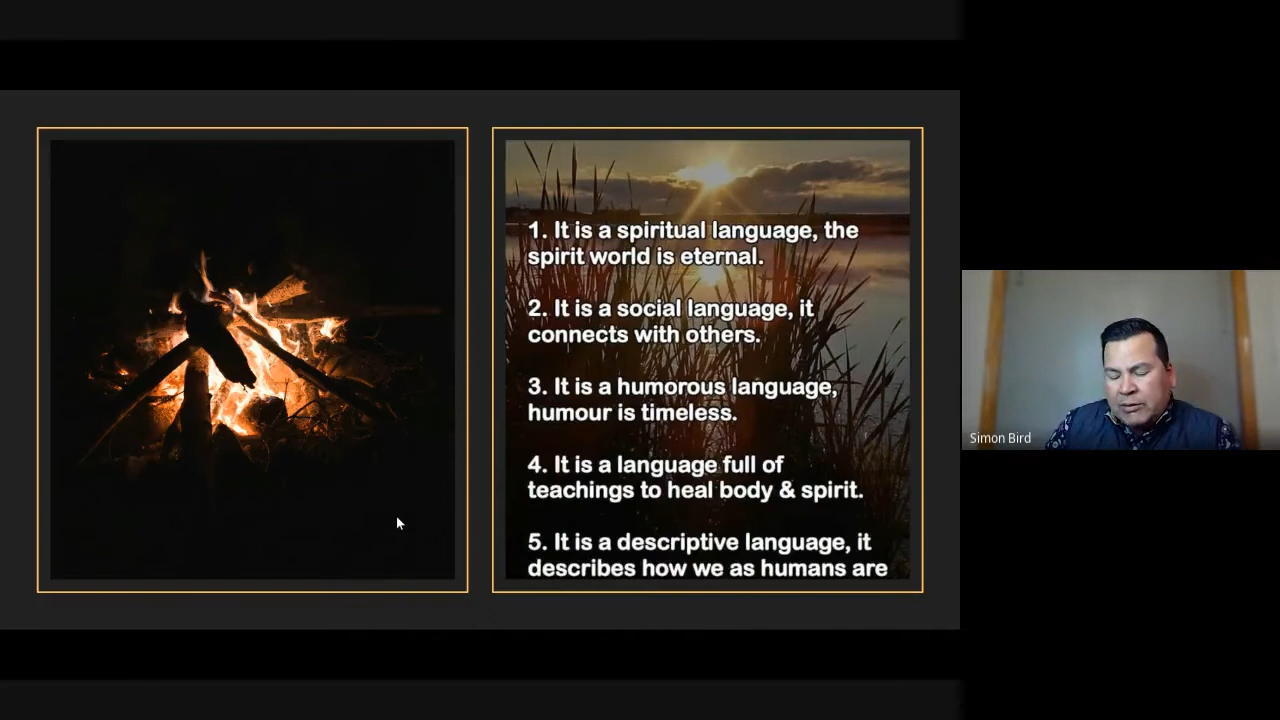 1. It is a spiritual language, the
spirit world is eternal.
2. It is a social language, it
connects with others.
3. It is a humorous language,
humour is timeless.
4. It is a language full of
teachings to heal body & spirit.
5. It is a descriptive language, it
describes how we as humans are
Simon Bird